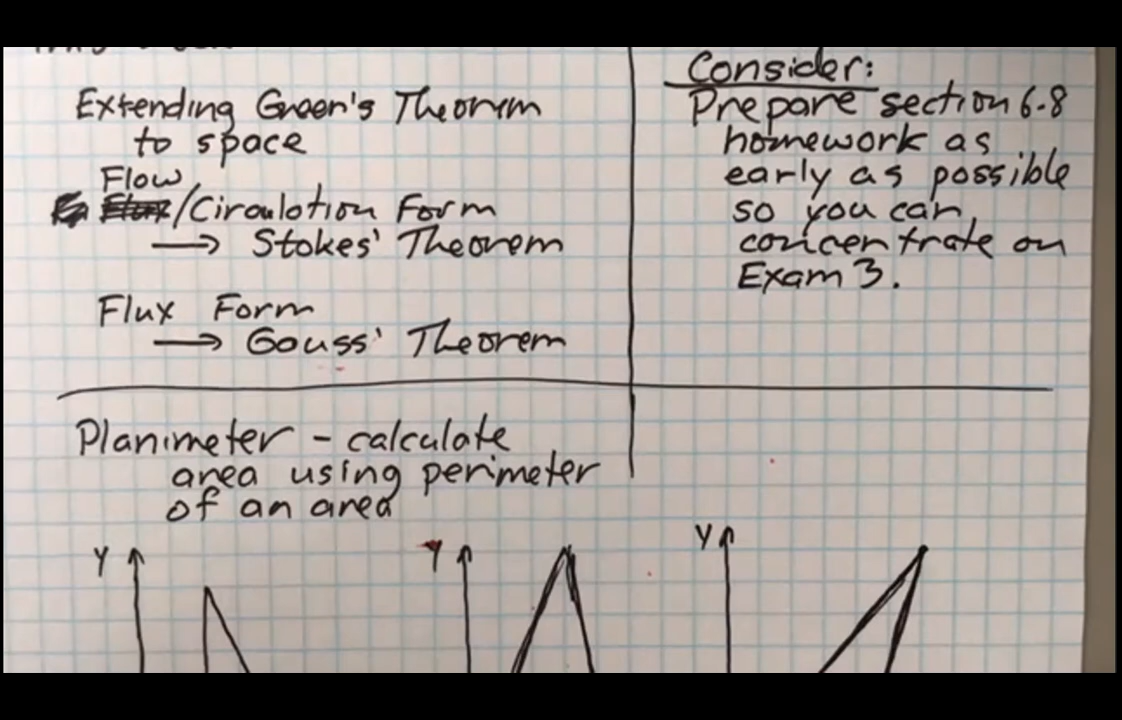 Extending Green's Theorem
to space
Flow
/Circulation Form
→ Stokes' Theorem
Flux Form
→ Gauss' Theorem
Consider:
Prepare section 6.8
homework as
early as possible
so you can
concentrate on
Exam 3.
Planimeter - calculate
area using perimeter
of an area
Y
Y
Y